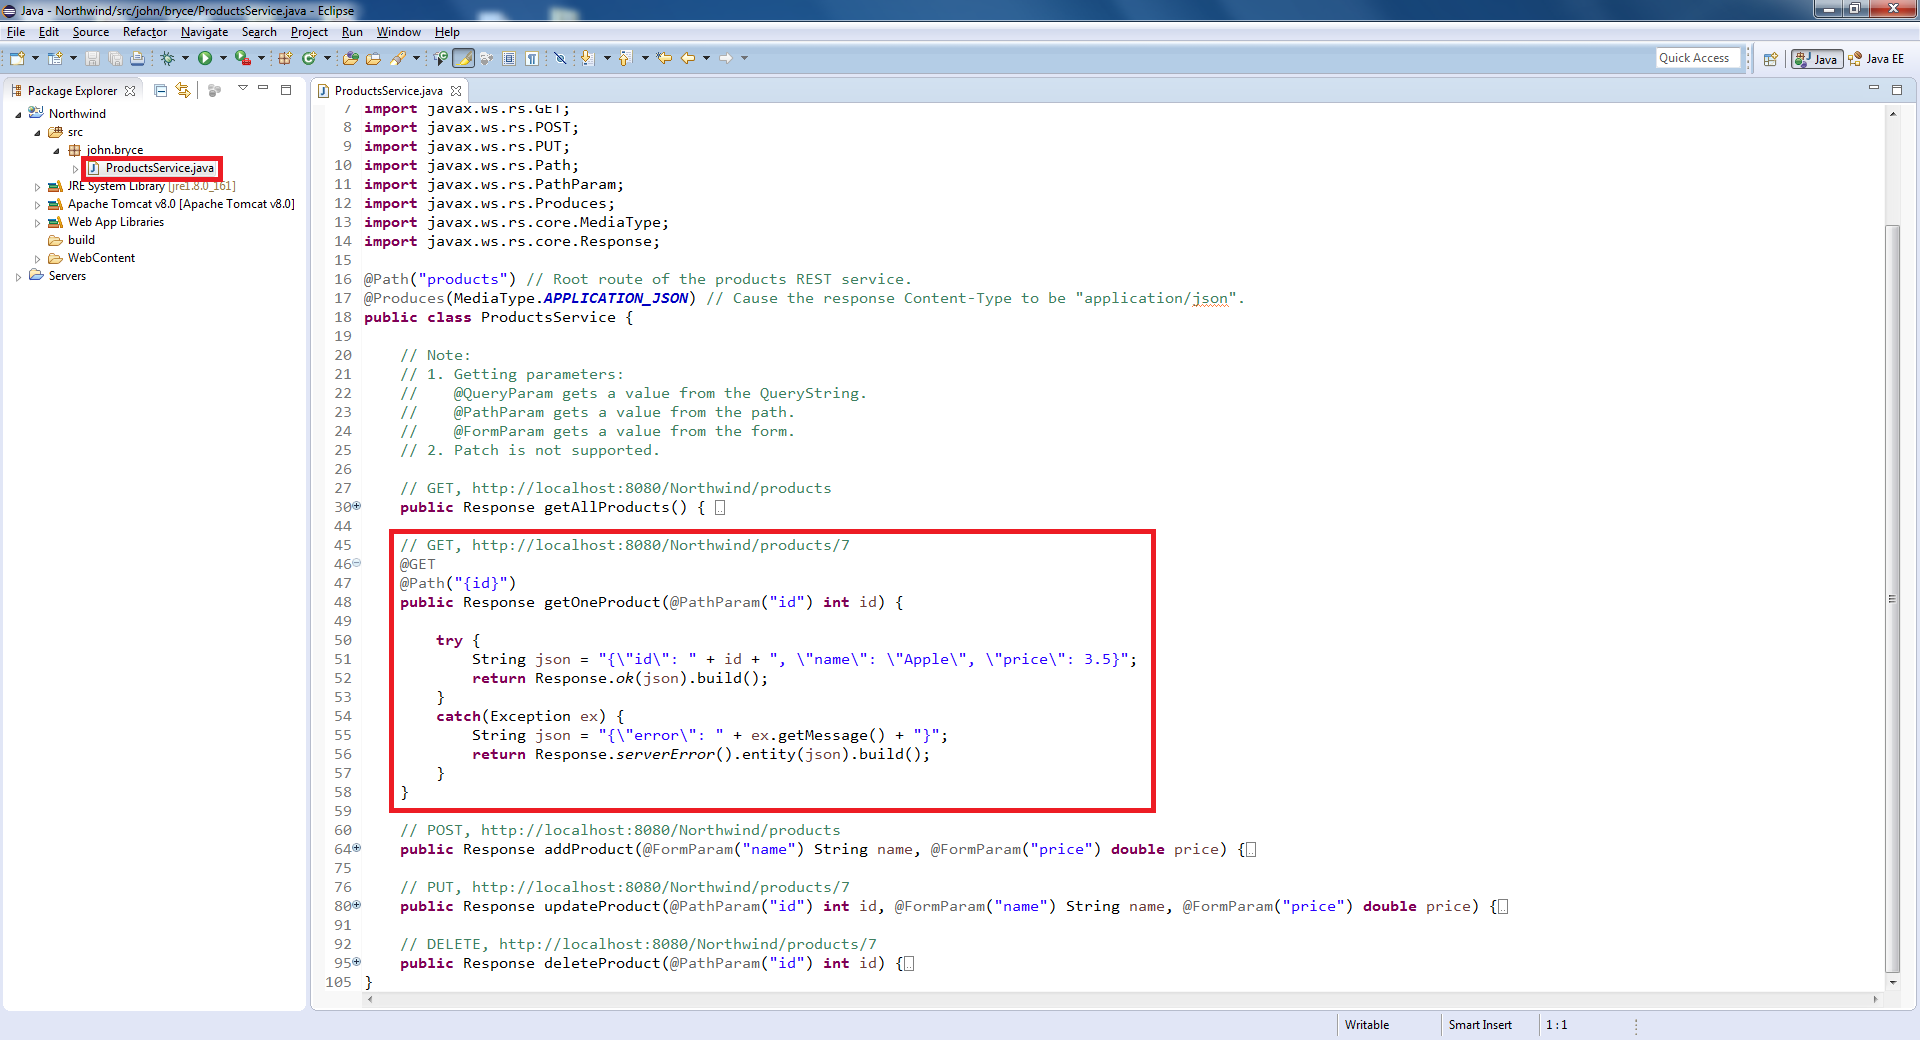 Java - Northwind/src/john/bryce/ProductsService.java - Eclipse
File Edit Source Refactor Navigate Search Project Run Window Help
Quick Access
Java
Java EE
Package Explorer
Northwind
src
john.bryce
ProductsService.java
JRE System Library [jre1.8.0_161]
Apache Tomcat v8.0 [Apache Tomcat v8.0]
Web App Libraries
build
WebContent
Servers
ProductsService.java
7 import javax.ws.rs.GET;
8 import javax.ws.rs.POST;
9 import javax.ws.rs.PUT;
10 import javax.ws.rs.Path;
11 import javax.ws.rs.PathParam;
12 import javax.ws.rs.Produces;
13 import javax.ws.rs.core.MediaType;
14 import javax.ws.rs.core.Response;
15
16 @Path("products") // Root route of the products REST service.
17 @Produces(MediaType.APPLICATION_JSON) // Cause the response Content-Type to be "application/json".
18 public class ProductsService {
19
20 // Note:
21 // 1. Getting parameters:
22 // @QueryParam gets a value from the QueryString.
23 // @PathParam gets a value from the path.
24 // @FormParam gets a value from the form.
25 // 2. Patch is not supported.
26
27 // GET, http://localhost:8080/Northwind/products
30 public Response getAllProducts() {
44
45 // GET, http://localhost:8080/Northwind/products/7
46 @GET
47 @Path("{id}")
48 public Response getOneProduct(@PathParam("id") int id) {
49
50 try {
51 String json = "{\"id\": " + id + ", \"name\": \"Apple\", \"price\": 3.5}";
52 return Response.ok(json).build();
53 }
54 catch(Exception ex) {
55 String json = "{\"error\": " + ex.getMessage() + "}";
56 return Response.serverError().entity(json).build();
57 }
58 }
59
60 // POST, http://localhost:8080/Northwind/products
64 public Response addProduct(@FormParam("name") String name, @FormParam("price") double price) {
75
76 // PUT, http://localhost:8080/Northwind/products/7
80 public Response updateProduct(@PathParam("id") int id, @FormParam("name") String name, @FormParam("price") double price) {
91
92 // DELETE, http://localhost:8080/Northwind/products/7
95 public Response deleteProduct(@PathParam("id") int id) {
105 }
Writable
Smart Insert
1 : 1